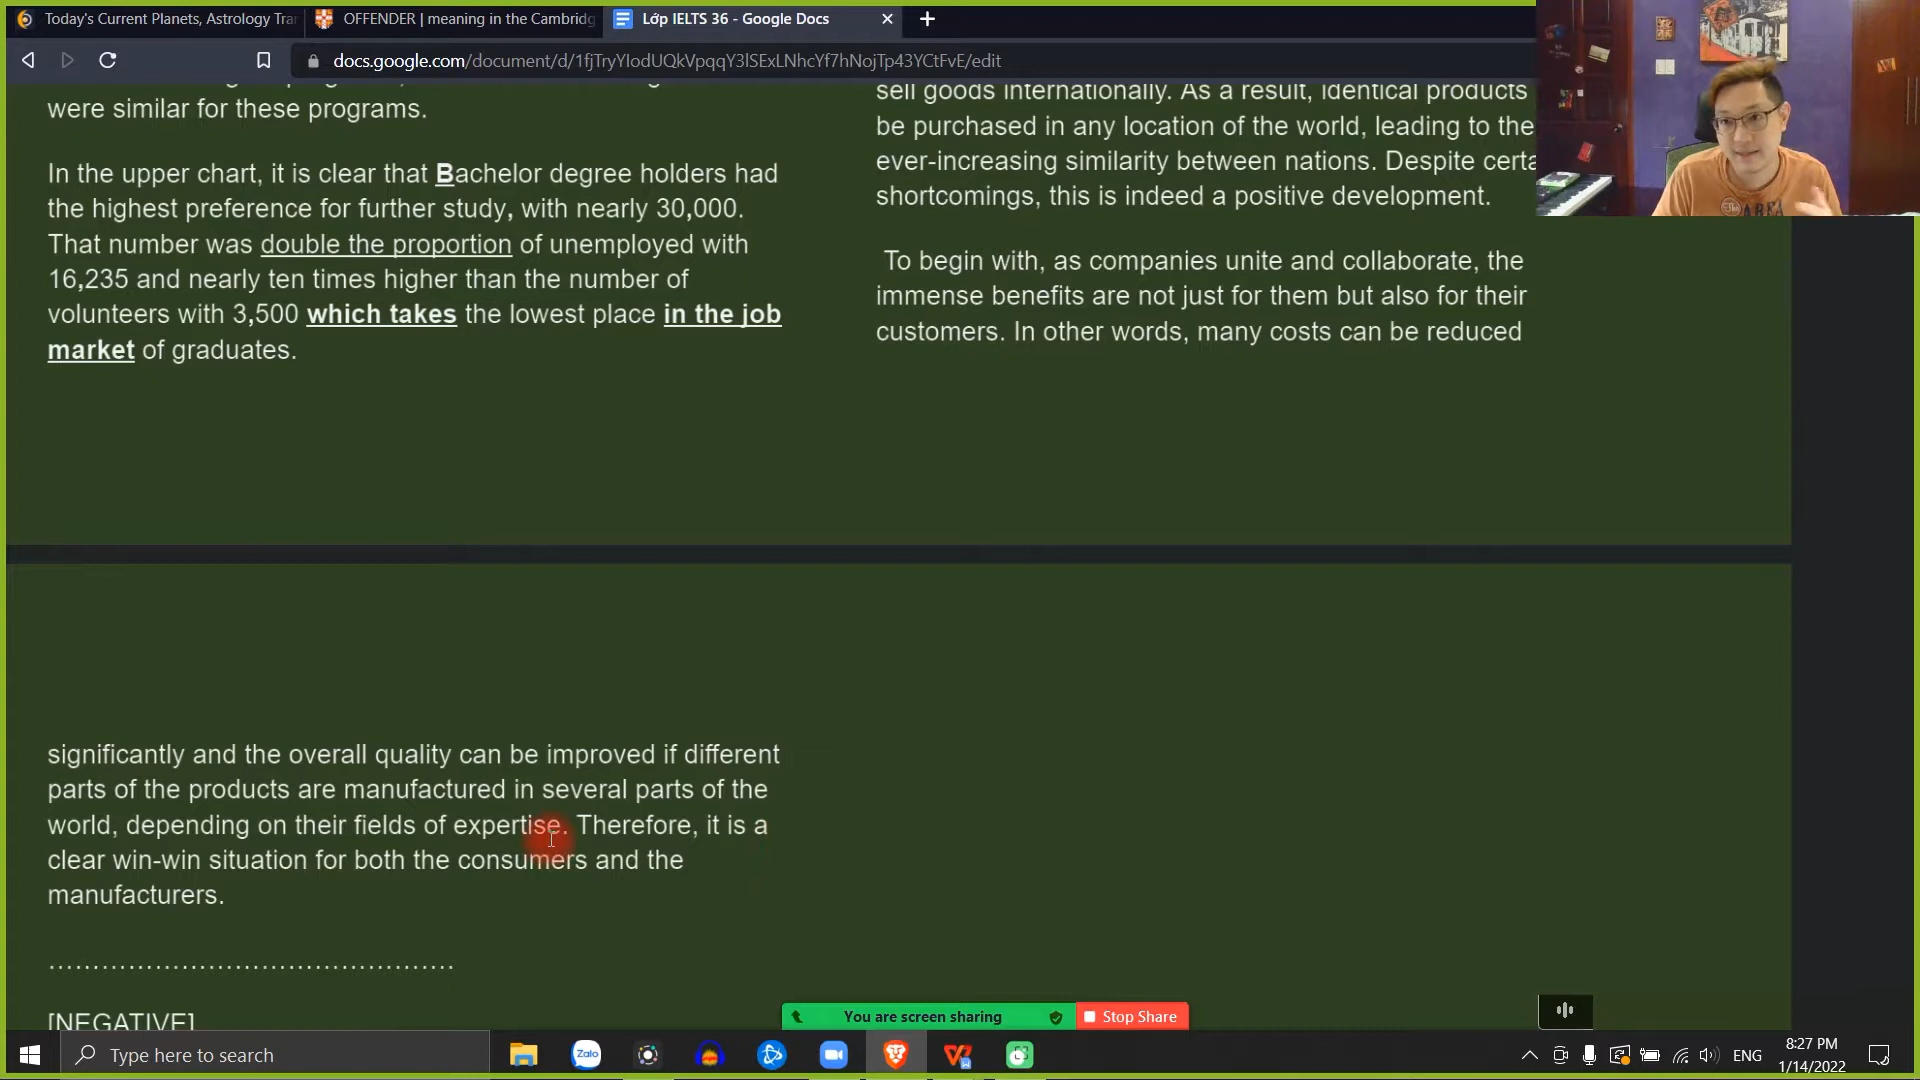 Today's Current Planets, Astrology Tra
OFFENDER | meaning in the Cambridg
Lớp IELTS 36 - Google Docs
docs.google.com/document/d/1fjTryYIodUQkVpqqY3lSExLNhcYf7hNojTp43YCtFvE/edit
were similar for these programs.
In the upper chart, it is clear that Bachelor degree holders had
the highest preference for further study, with nearly 30,000.
That number was double the proportion of unemployed with
16,235 and nearly ten times higher than the number of
volunteers with 3,500 which takes the lowest place in the job
market of graduates.
sell goods internationally. As a result, identical products
be purchased in any location of the world, leading to the
ever-increasing similarity between nations. Despite certa
shortcomings, this is indeed a positive development.
To begin with, as companies unite and collaborate, the
immense benefits are not just for them but also for their
customers. In other words, many costs can be reduced
significantly and the overall quality can be improved if different
parts of the products are manufactured in several parts of the
world, depending on their fields of expertise. Therefore, it is a
clear win-win situation for both the consumers and the
manufacturers.
……………………………………….
[NEGATIVE]
You are screen sharing
Stop Share
Type here to search
Zalo
ENG
8:27 PM
1/14/2022